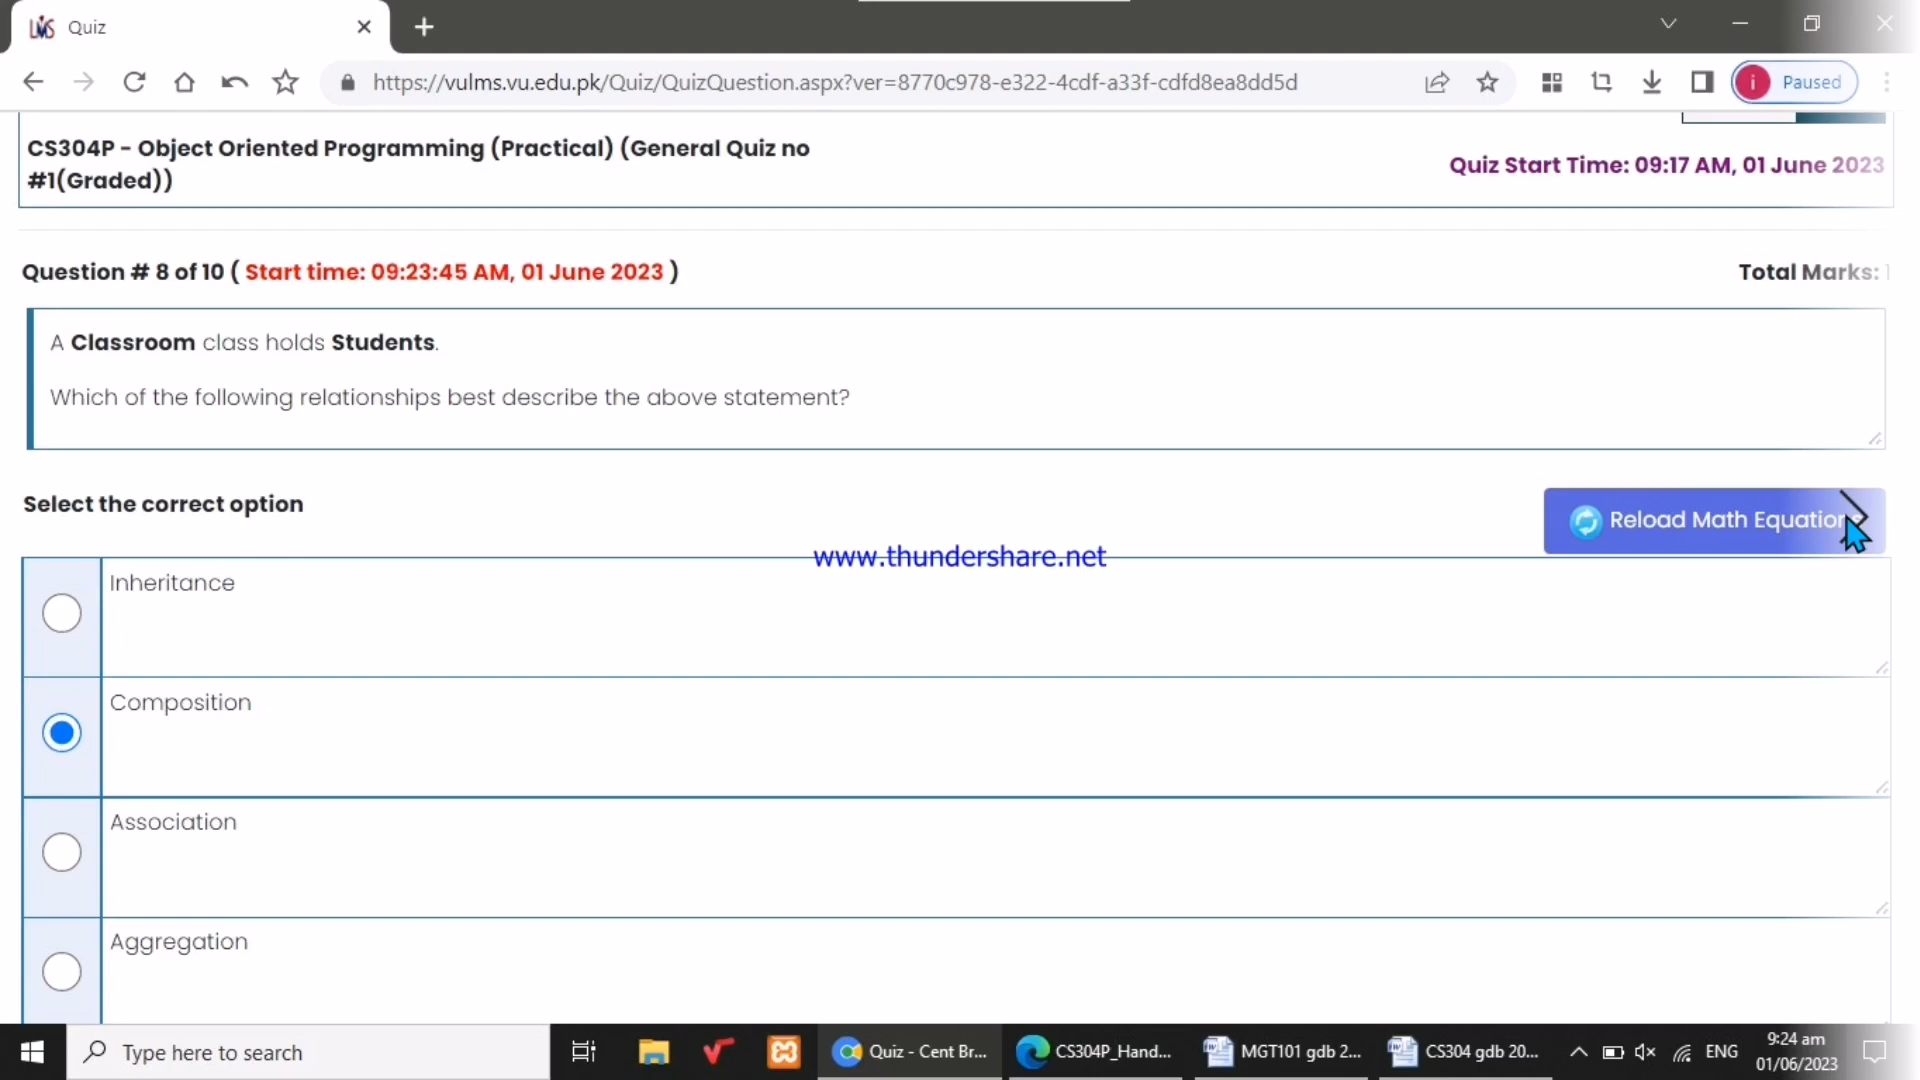 LMS Quiz
https://vulms.vu.edu.pk/Quiz/QuizQuestion.aspx?ver=8770c978-e322-4cdf-a33f-cdfd8ea8dd5d
i Paused
CS304P - Object Oriented Programming (Practical) (General Quiz no
#1(Graded))
Quiz Start Time: 09:17 AM, 01 June 2023
Question # 8 of 10 ( Start time: 09:23:45 AM, 01 June 2023 )
Total Marks: 1
A Classroom class holds Students.
Which of the following relationships best describe the above statement?
Select the correct option
Reload Math Equations
www.thundershare.net
Inheritance
Composition
Association
Aggregation
Type here to search
Quiz - Cent Br...
CS304P_Hand...
MGT101 gdb 2...
CS304 gdb 20...
ENG
9:24 am
01/06/2023